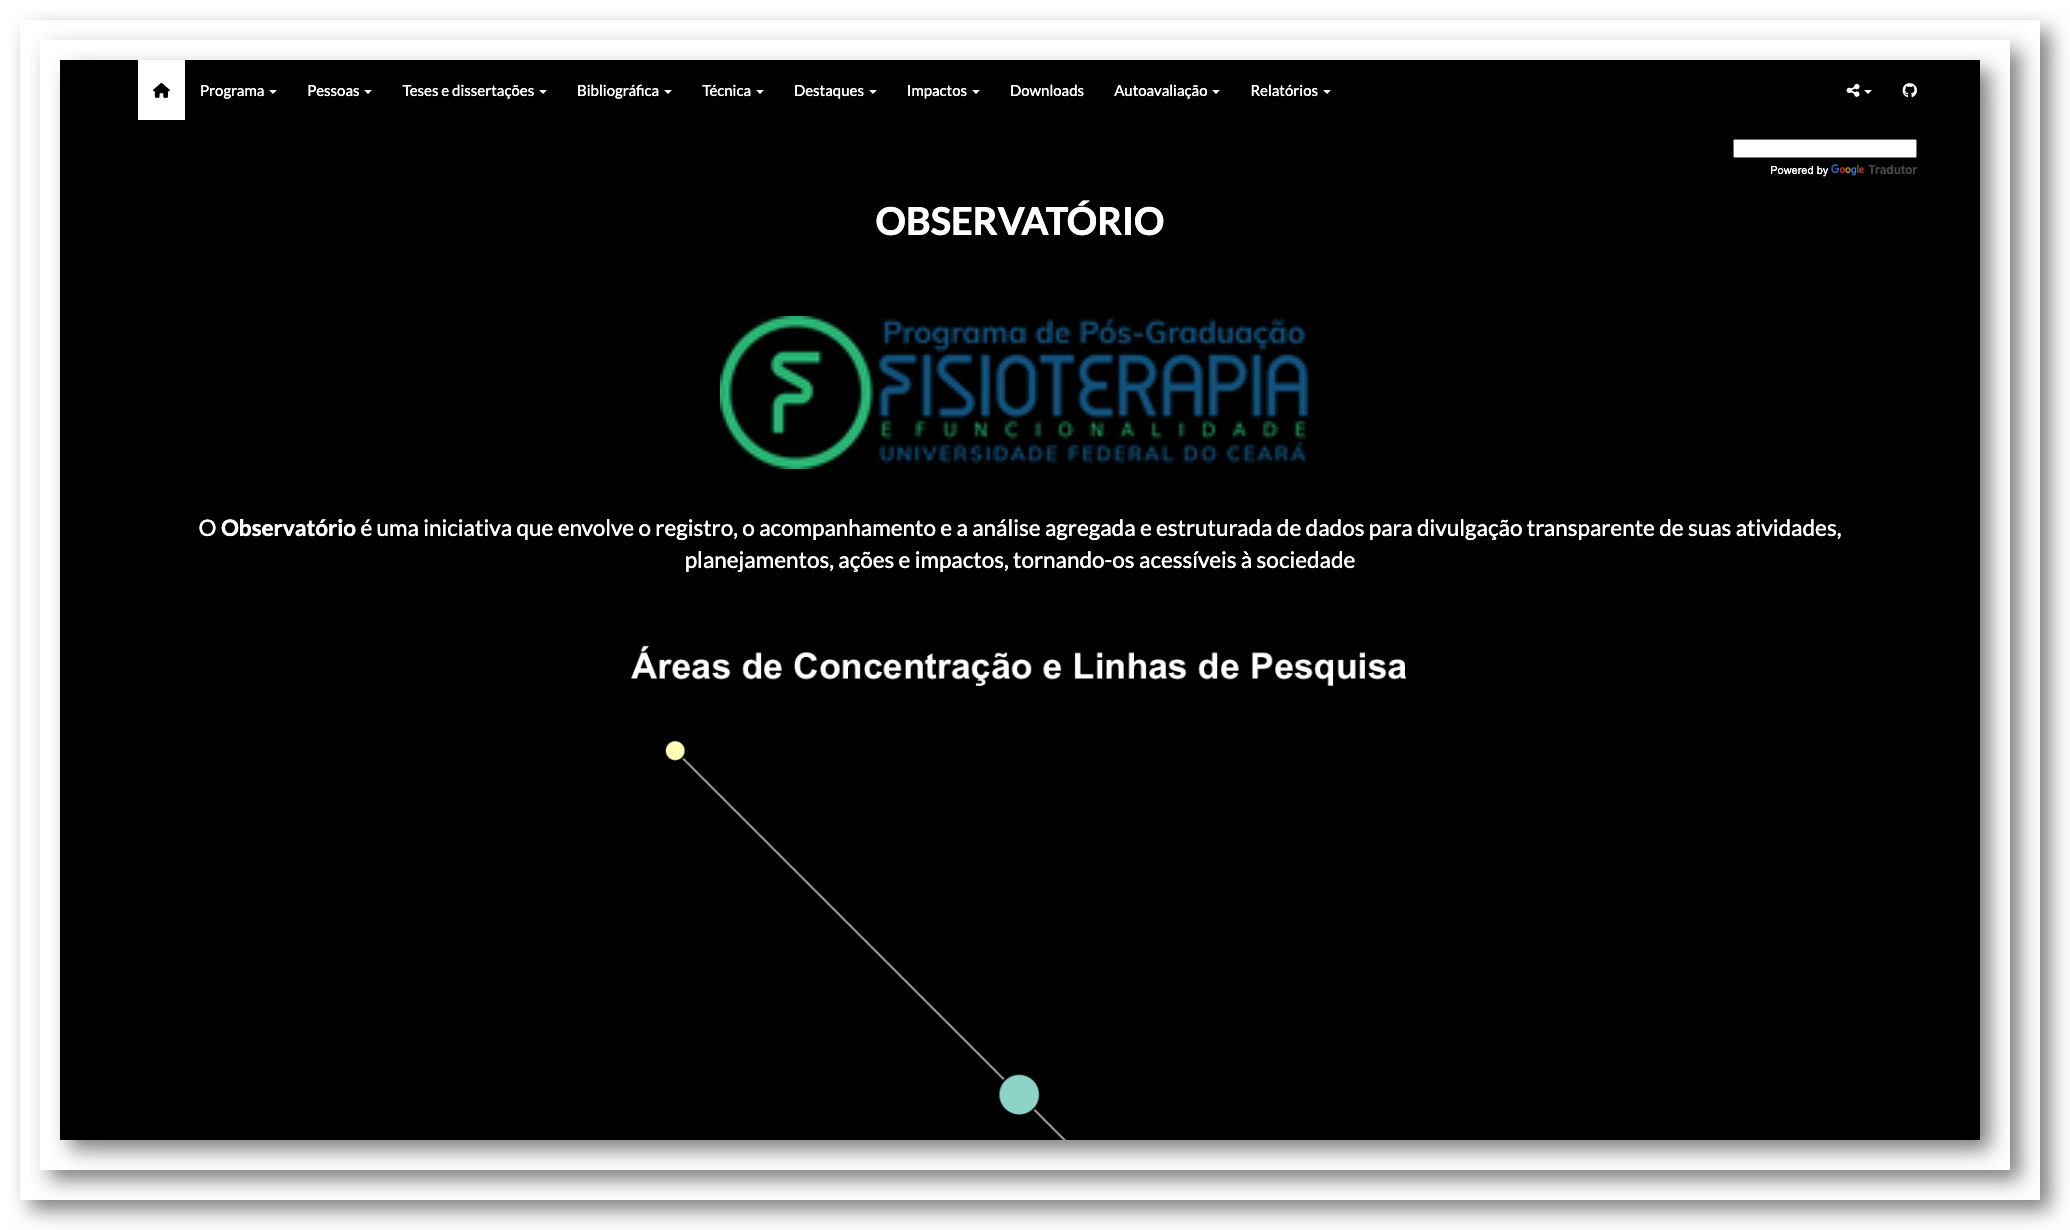 Programa Pessoas Teses e dissertações Bibliográfica Técnica Destaques Impactos Downloads Autoavaliação Relatórios
Powered by Google Tradutor
OBSERVATÓRIO
Programa de Pós-Graduação
FISIOTERAPIA
E FUNCIONALIDADE
UNIVERSIDADE FEDERAL DO CEARÁ
O Observatório é uma iniciativa que envolve o registro, o acompanhamento e a análise agregada e estruturada de dados para divulgação transparente de suas atividades,
planejamentos, ações e impactos, tornando-os acessíveis à sociedade
Áreas de Concentração e Linhas de Pesquisa